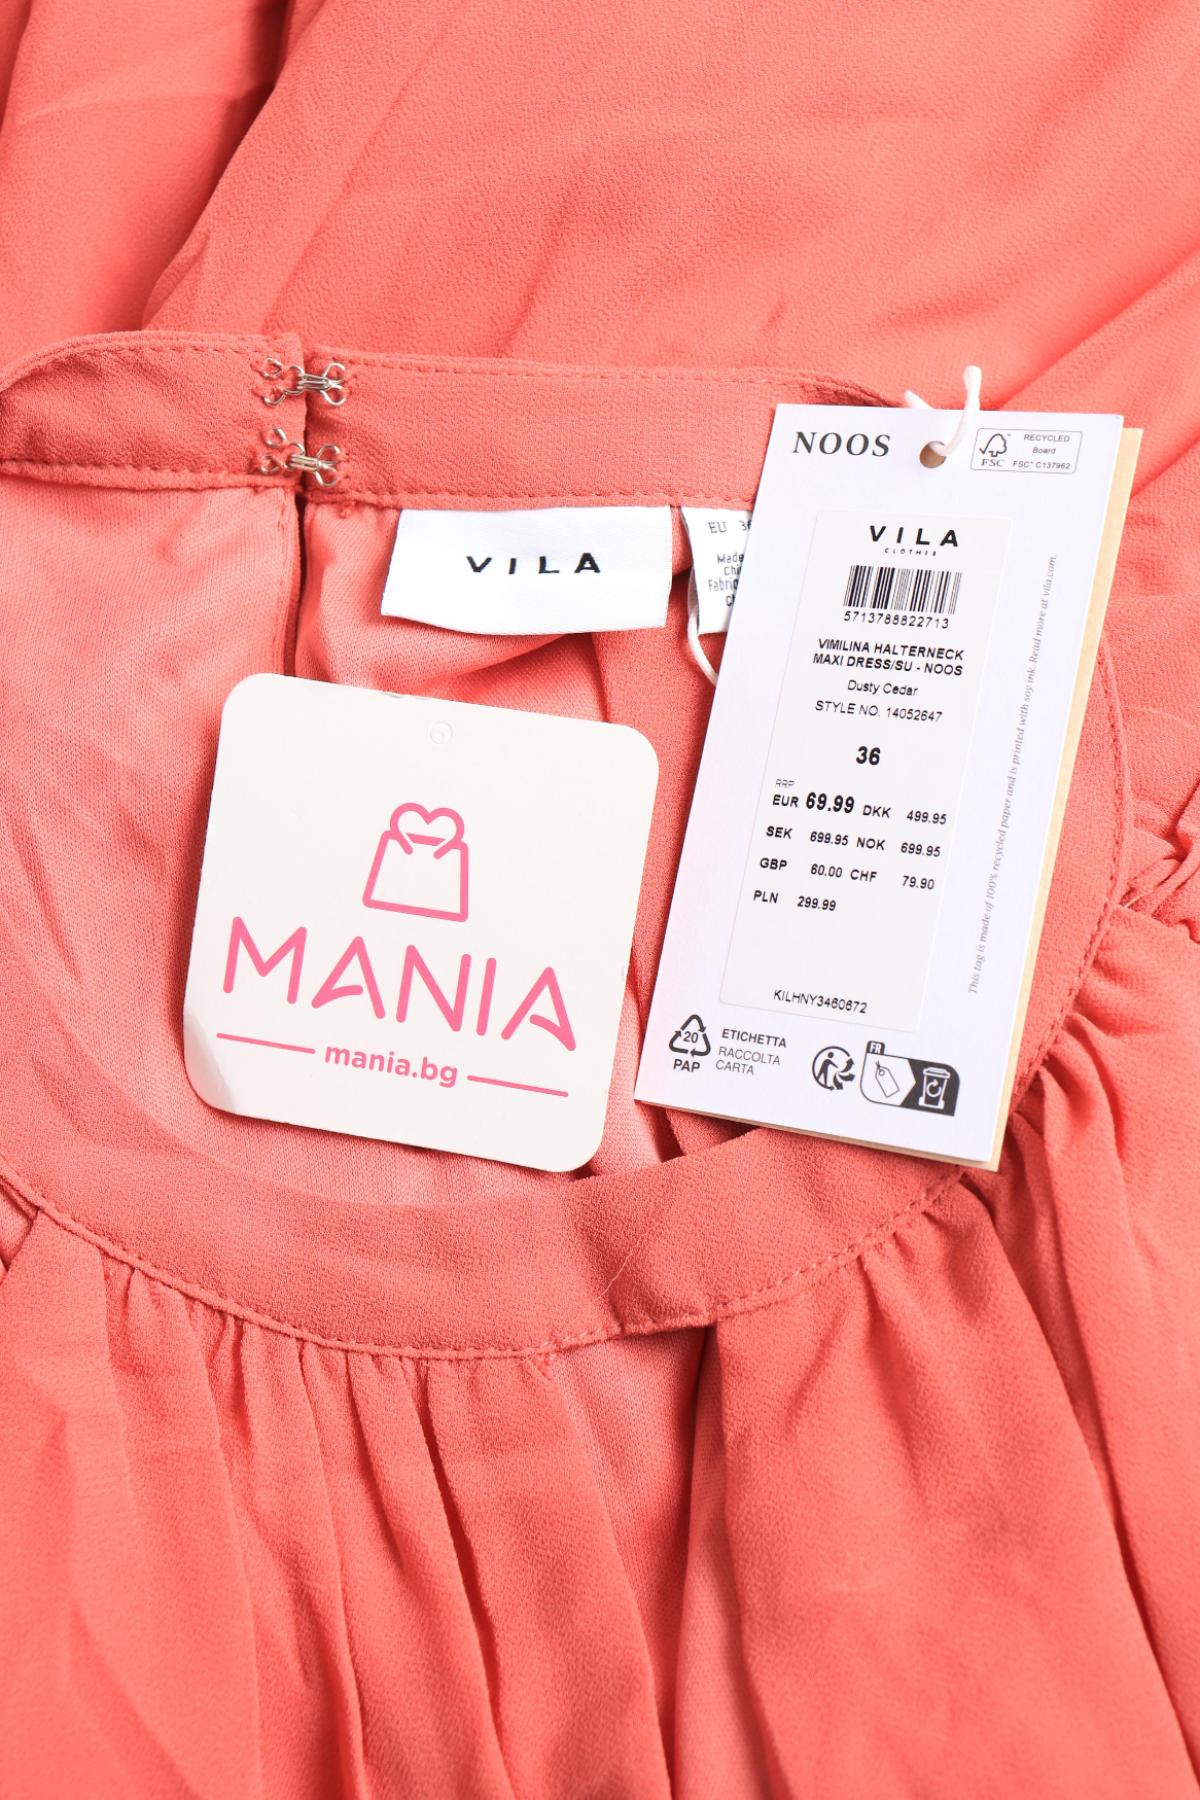 VILA
EU 36
Made
Fabric
MANIA
mania.bg
NOOS
FSC
RECYCLED
Board
FSC™ C137962
VILA
CLOTHES
5713788822713
VIMILINA HALTERNECK
MAXI DRESS/SU - NOOS
Dusty Cedar
STYLE NO. 14052647
36
RRP
EUR 69.99 DKK 499.95
SEK 699.95 NOK 699.95
GBP 60.00 CHF 79.90
PLN 299.99
KILHNY3460672
This tag is made of 100% recycled paper and is printed with soy ink. Read more at vila.com.
20
PAP
ETICHETTA
RACCOLTA
CARTA
FR